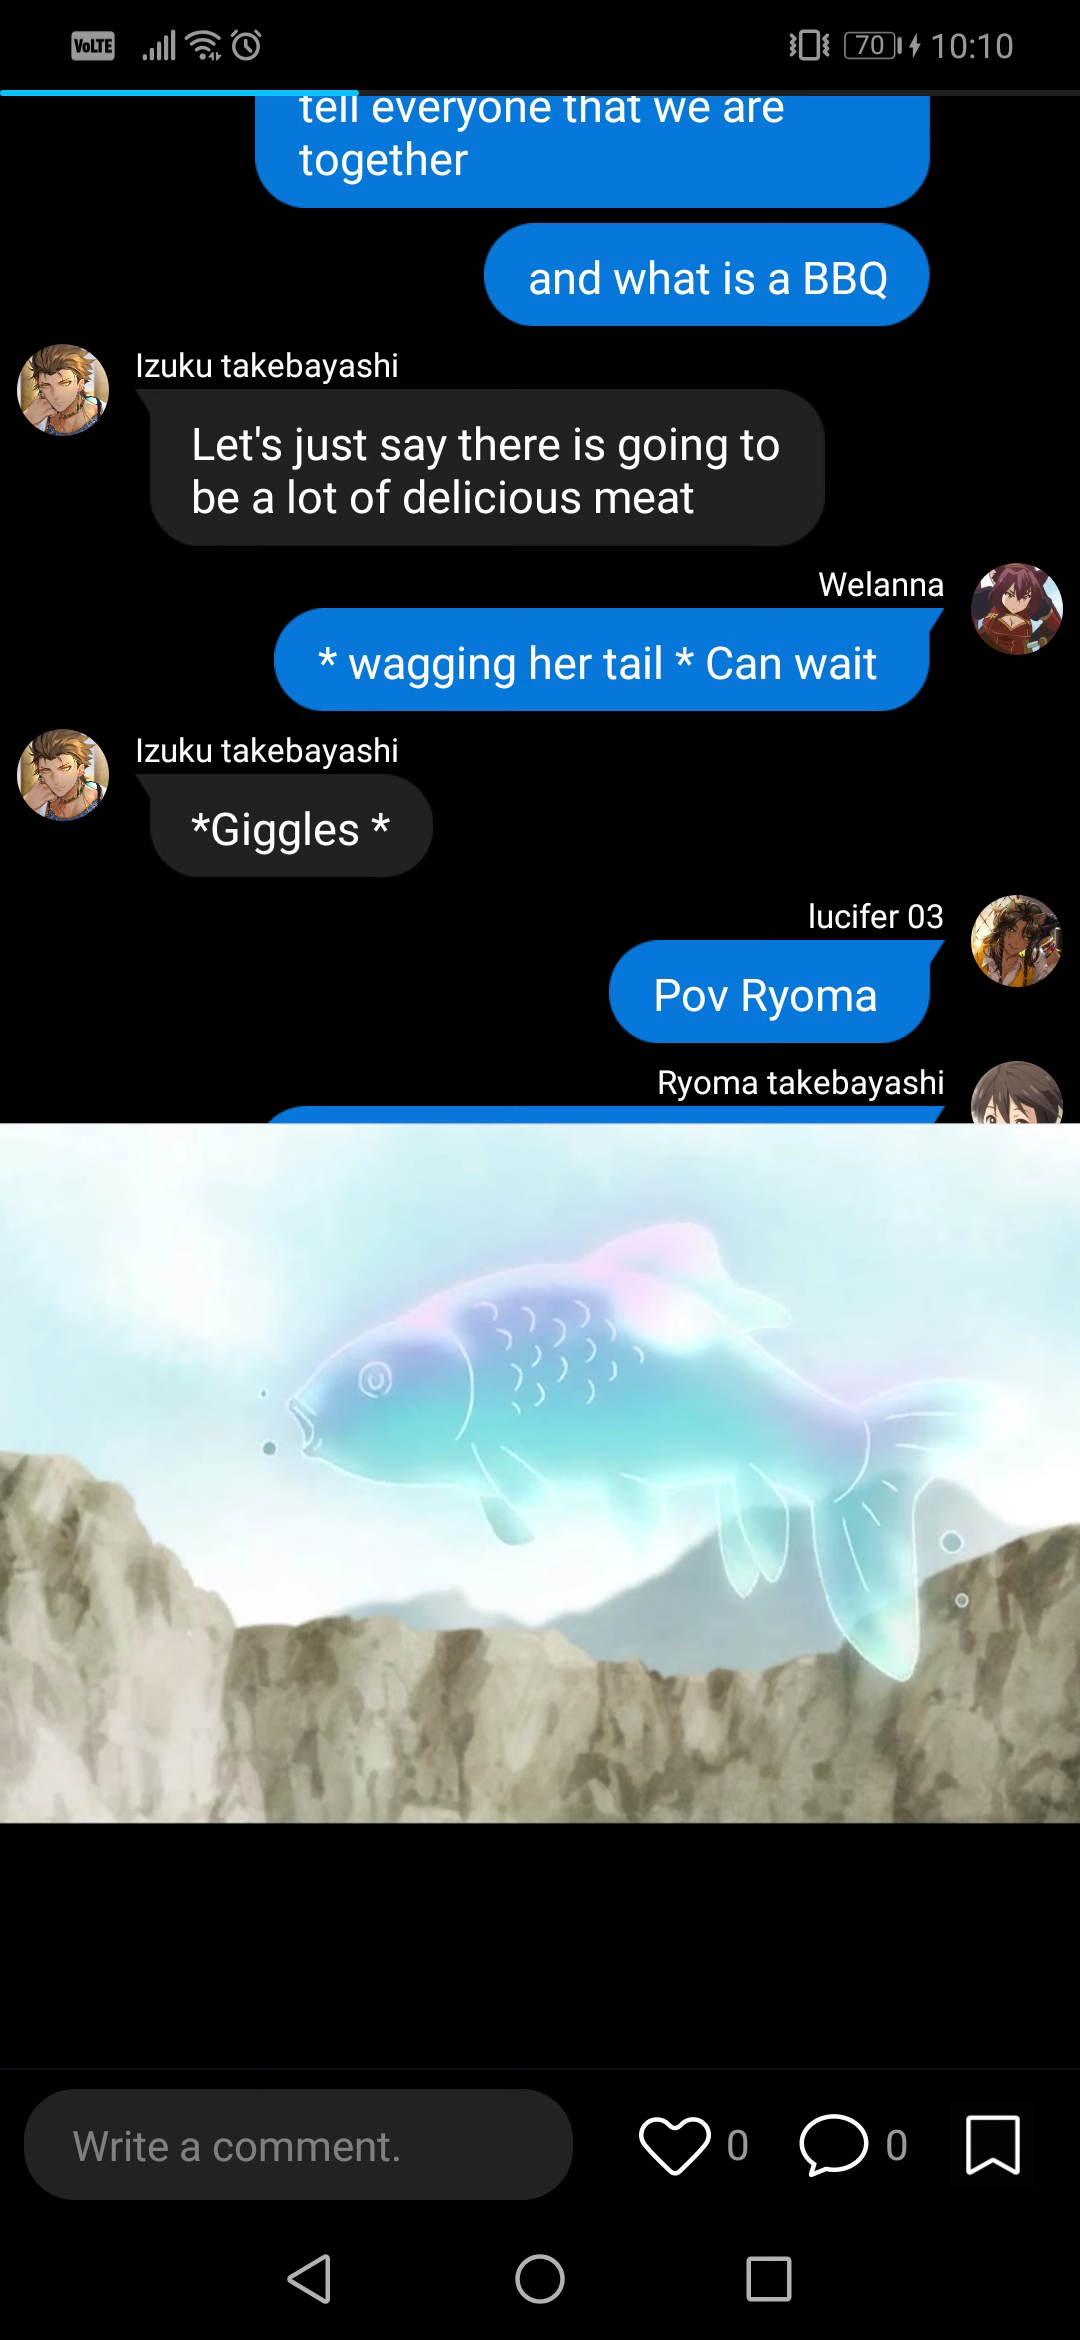 VoLTE 70 10:10
tell everyone that we are
together
and what is a BBQ
Izuku takebayashi
Let's just say there is going to
be a lot of delicious meat
Welanna
* wagging her tail * Can wait
Izuku takebayashi
*Giggles *
lucifer 03
Pov Ryoma
Ryoma takebayashi
Write a comment. 0 0